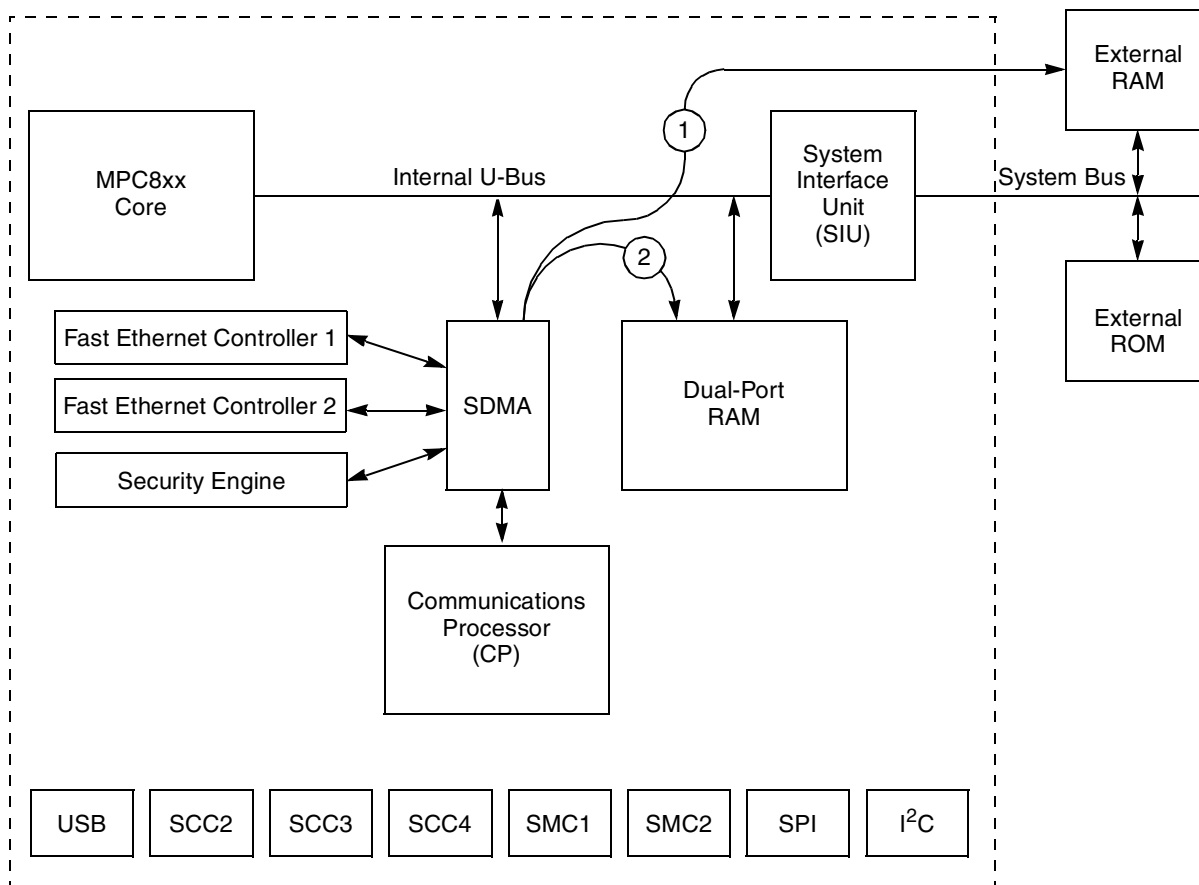 External
RAM
1
MPC8xx
Core
Internal U-Bus
System
Interface
Unit
(SIU)
System Bus
2
Fast Ethernet Controller 1
Fast Ethernet Controller 2
Security Engine
SDMA
Dual-Port
RAM
External
ROM
Communications
Processor
(CP)
USB
SCC2
SCC3
SCC4
SMC1
SMC2
SPI
I²C